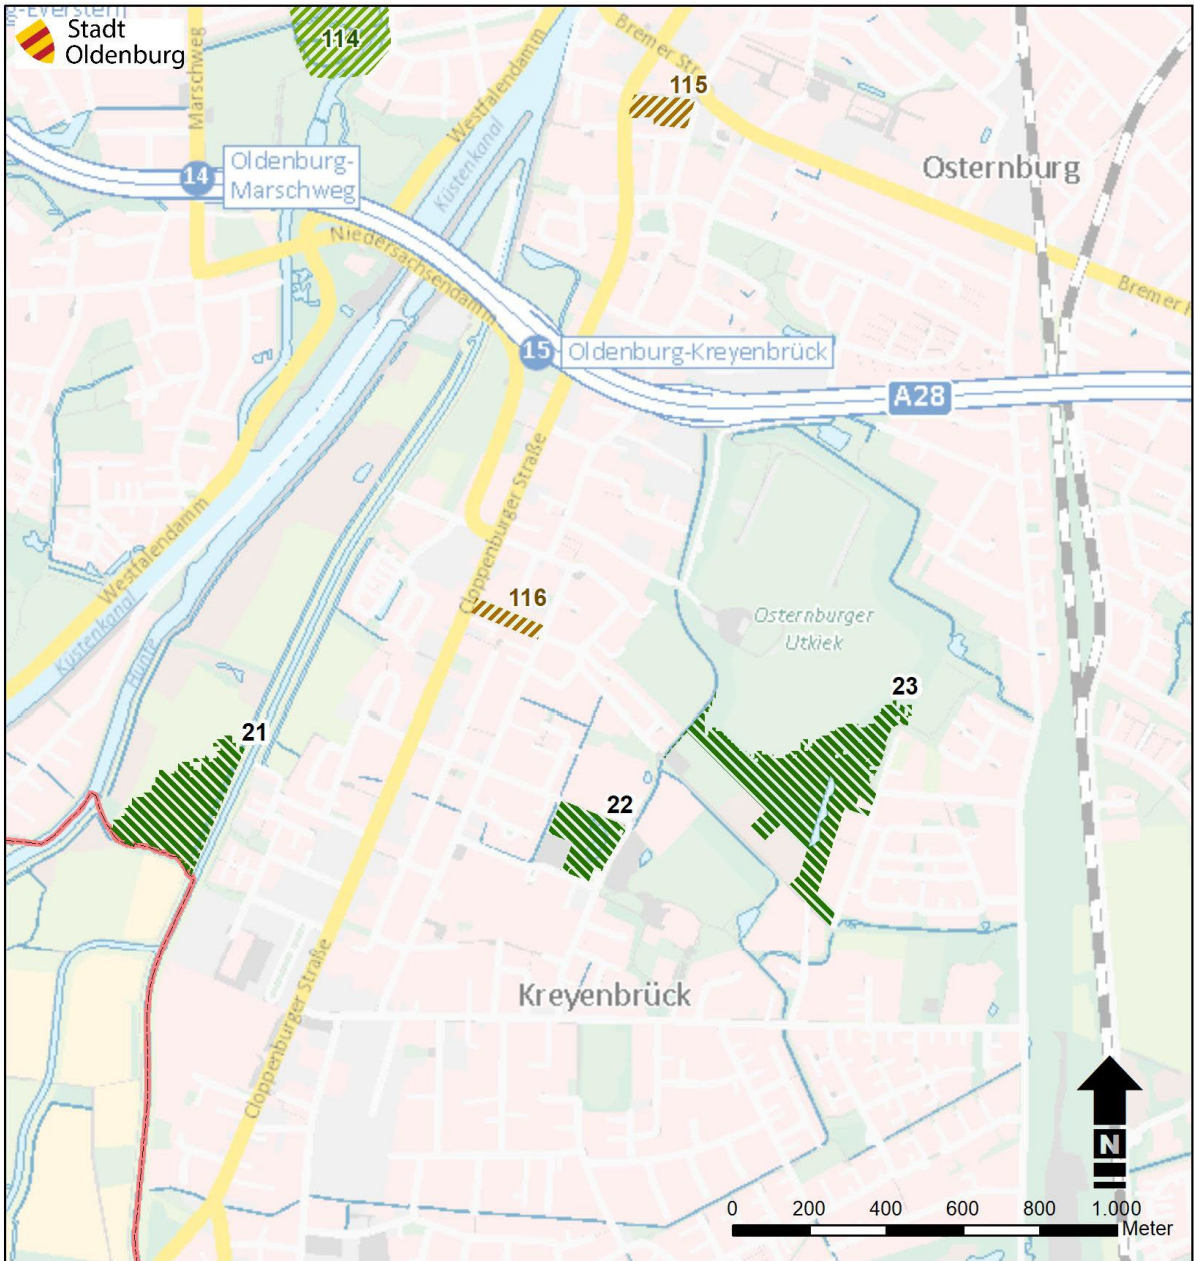 g-Eversten
Stadt
Oldenburg
114
Marschweg
Westfalendamm
Küstenkanal
Bremer Str
115
Osternburg
14
Oldenburg-
Marschweg
Niedersachsendamm
Bremer
15
Oldenburg-Kreyenbrück
A28
Cloppenburger Straße
Westfalendamm
Küstenkanal
Hunte
116
Osternburger
Utkiek
23
21
22
Kreyenbrück
Cloppenburger Straße
N
0 200 400 600 800 1.000
Meter